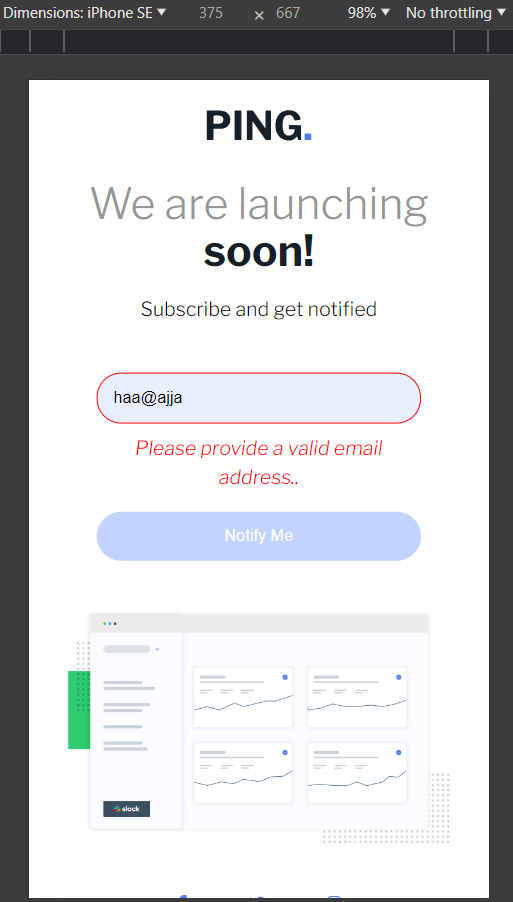 Dimensions: iPhone SE 375 × 667 98% No throttling
PING.
We are launching
soon!
Subscribe and get notified
haa@ajja
Please provide a valid email
address..
Notify Me
slack